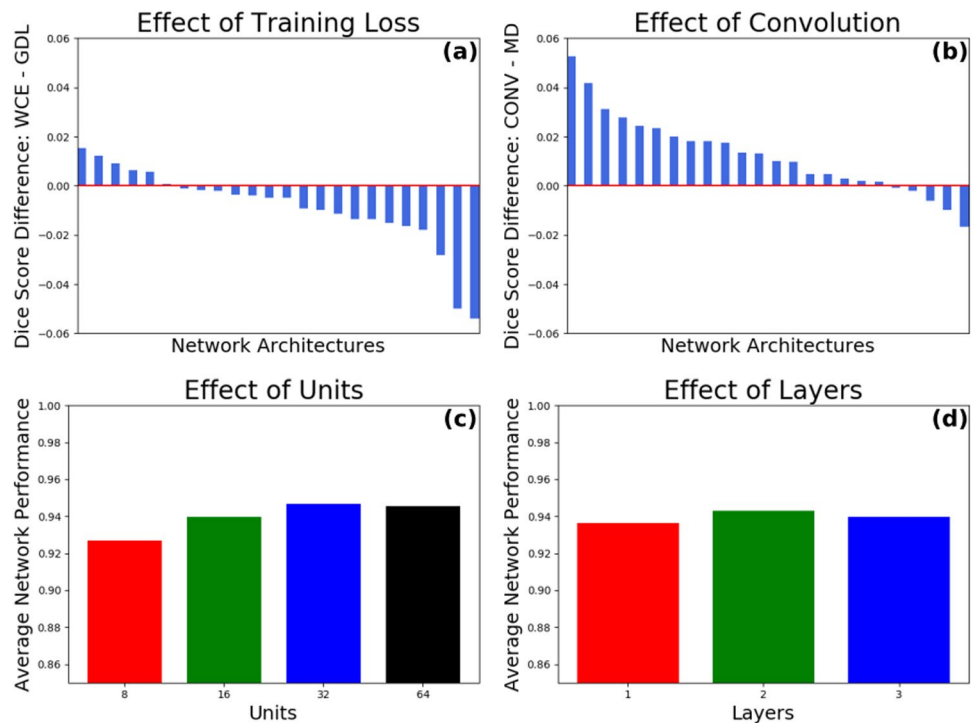 Effect of Training Loss
(a)
Dice Score Difference: WCE - GDL
0.06
0.04
0.02
0.00
−0.02
−0.04
−0.06
Network Architectures
Effect of Convolution
(b)
Dice Score Difference: CONV - MD
0.06
0.04
0.02
0.00
−0.02
−0.04
−0.06
Network Architectures
Effect of Units
(c)
Average Network Performance
1.00
0.98
0.96
0.94
0.92
0.90
0.88
0.86
8 16 32 64
Units
Effect of Layers
(d)
Average Network Performance
1.00
0.98
0.96
0.94
0.92
0.90
0.88
0.86
1 2 3
Layers